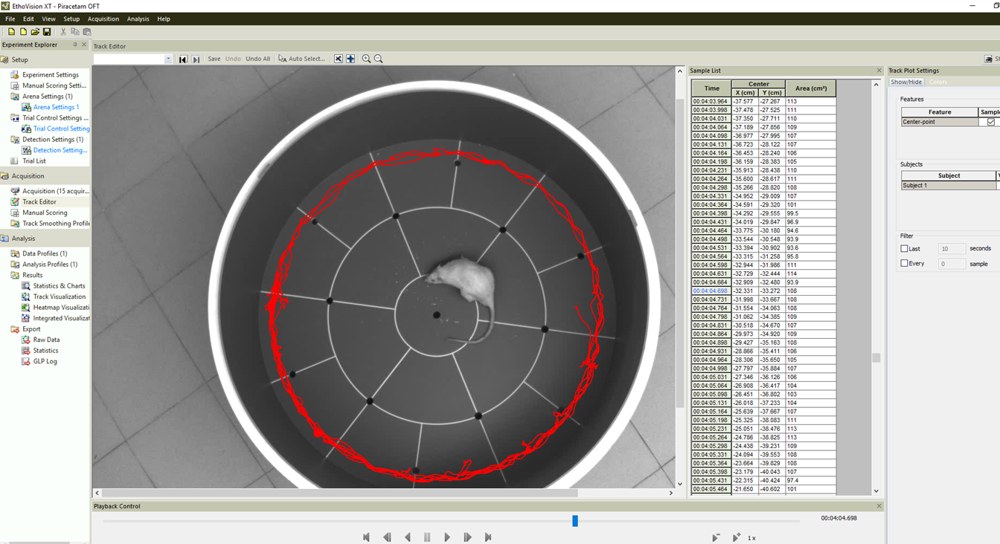 EthoVision XT - Piracetam OFT
File Edit View Setup Acquisition Analysis Help
Experiment Explorer
Setup
Experiment Settings
Manual Scoring Setti...
Arena Settings (1)
Arena Settings 1
Trial Control Settings ...
Trial Control Setting
Detection Settings (1)
Detection Setting...
Trial List
Acquisition
Acquisition (15 acquir...
Track Editor
Manual Scoring
Track Smoothing Profile
Analysis
Data Profiles (1)
Analysis Profiles (1)
Results
Statistics & Charts
Track Visualization
Heatmap Visualizati
Integrated Visualizat
Export
Raw Data
Statistics
GLP Log
Track Editor
Save Undo Undo All Auto Select...
Sample List
Time Center Area (cm²)
X (cm) Y (cm)
00:04:03.964 -37.577 -27.267 113
00:04:03.998 -37.478 -27.525 111
00:04:04.031 -37.350 -27.711 110
00:04:04.064 -37.189 -27.856 109
00:04:04.098 -36.977 -27.995 107
00:04:04.131 -36.723 -28.122 107
00:04:04.164 -36.453 -28.240 106
00:04:04.198 -36.159 -28.383 105
00:04:04.231 -35.913 -28.438 110
00:04:04.264 -35.600 -28.617 111
00:04:04.298 -35.266 -28.820 108
00:04:04.331 -34.952 -29.009 107
00:04:04.364 -34.591 -29.320 101
00:04:04.398 -34.292 -29.555 99.5
00:04:04.431 -34.019 -29.847 96.9
00:04:04.464 -33.775 -30.180 94.6
00:04:04.498 -33.544 -30.548 93.9
00:04:04.531 -33.394 -30.902 93.6
00:04:04.564 -33.315 -31.258 95.8
00:04:04.598 -32.944 -31.986 111
00:04:04.631 -32.729 -32.444 114
00:04:04.664 -32.909 -32.480 93.9
00:04:04.698 -32.331 -33.272 108
00:04:04.731 -31.998 -33.667 108
00:04:04.764 -31.554 -34.063 108
00:04:04.798 -31.062 -34.385 109
00:04:04.831 -30.518 -34.670 107
00:04:04.864 -29.973 -34.920 109
00:04:04.898 -29.427 -35.163 108
00:04:04.931 -28.866 -35.411 106
00:04:04.964 -28.306 -35.650 105
00:04:04.998 -27.797 -35.884 107
00:04:05.031 -27.346 -36.126 106
00:04:05.064 -26.908 -36.417 104
00:04:05.098 -26.451 -36.802 103
00:04:05.131 -26.018 -37.233 104
00:04:05.164 -25.639 -37.667 107
00:04:05.198 -25.325 -38.083 111
00:04:05.231 -25.051 -38.476 113
00:04:05.264 -24.786 -38.825 113
00:04:05.298 -24.438 -39.231 109
00:04:05.331 -24.094 -39.553 108
00:04:05.364 -23.664 -39.829 108
00:04:05.398 -23.179 -40.043 107
00:04:05.431 -22.315 -40.424 97.4
00:04:05.464 -21.650 -40.602 101
Track Plot Settings
Show/Hide Colors
Features
Feature Sample
Center-point
Subjects
Subject
Subject 1
Filter
Last 10 seconds
Every 0 sample
Playback Control
00:04:04.698
1 x